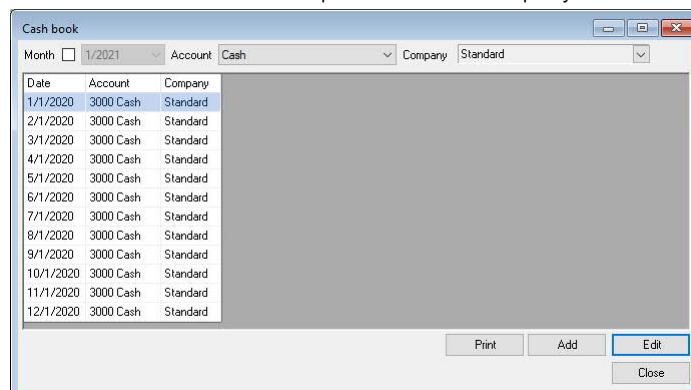 Cash book
Month 1/2021 Account Cash Company Standard
Date Account Company
1/1/2020 3000 Cash Standard
2/1/2020 3000 Cash Standard
3/1/2020 3000 Cash Standard
4/1/2020 3000 Cash Standard
5/1/2020 3000 Cash Standard
6/1/2020 3000 Cash Standard
7/1/2020 3000 Cash Standard
8/1/2020 3000 Cash Standard
9/1/2020 3000 Cash Standard
10/1/2020 3000 Cash Standard
11/1/2020 3000 Cash Standard
12/1/2020 3000 Cash Standard
Print Add Edit
Close